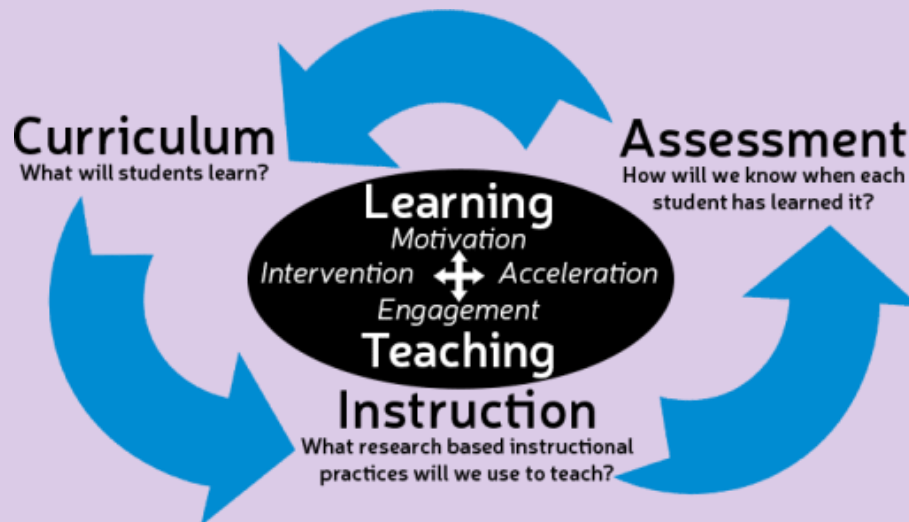 Curriculum
What will students learn?
Assessment
How will we know when each
student has learned it?
Learning
Motivation
Intervention
Acceleration
Engagement
Teaching
Instruction
What research based instructional
practices will we use to teach?